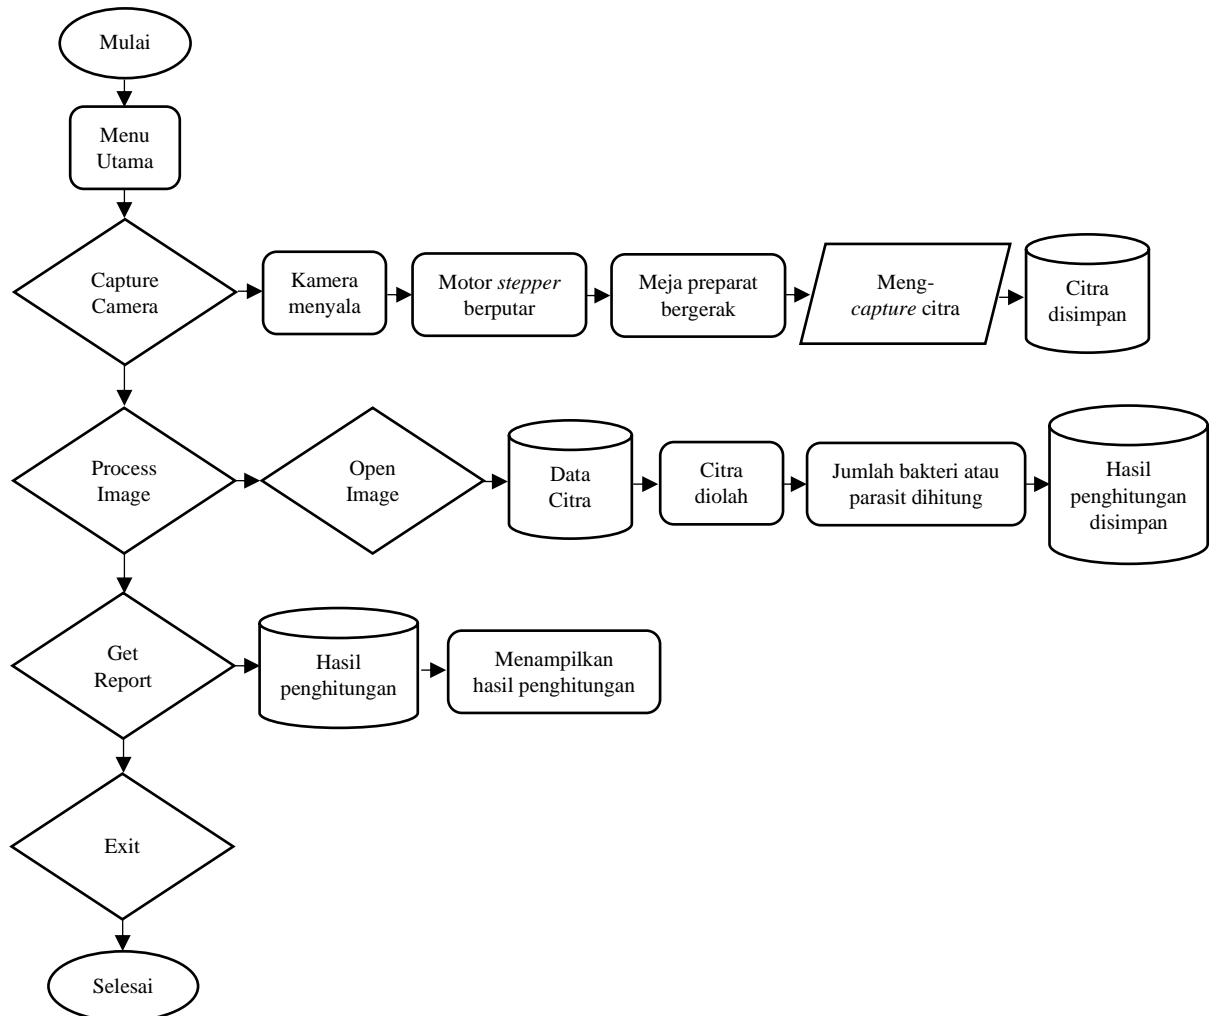 Mulai
Menu
Utama
Capture
Camera
Kamera
menyala
Motor stepper
berputar
Meja preparat
bergerak
Meng-
capture citra
Citra
disimpan
Process
Image
Open
Image
Data
Citra
Citra
diolah
Jumlah bakteri atau
parasit dihitung
Hasil
penghitungan
disimpan
Get
Report
Hasil
penghitungan
Menampilkan
hasil penghitungan
Exit
Selesai